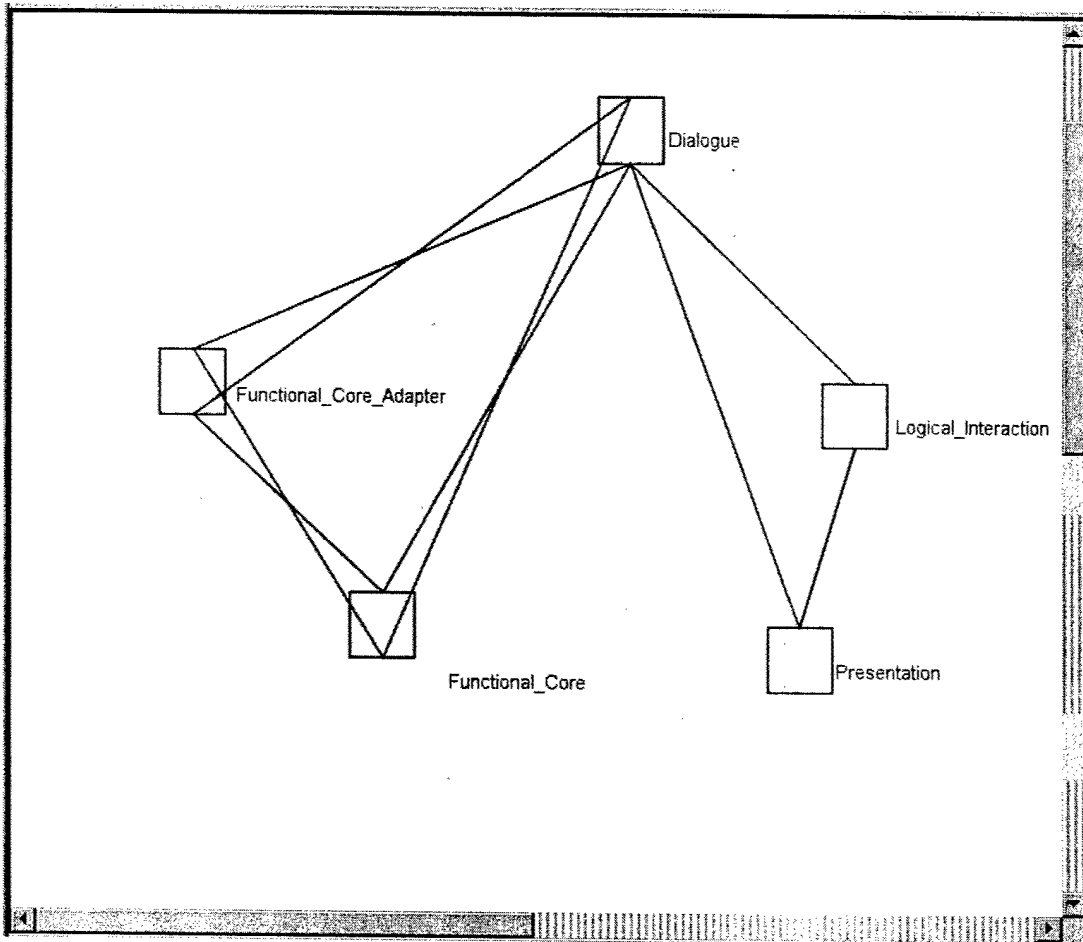 Dialogue
Functional_Core_Adapter
Logical_Interaction
Presentation
Functional_Core